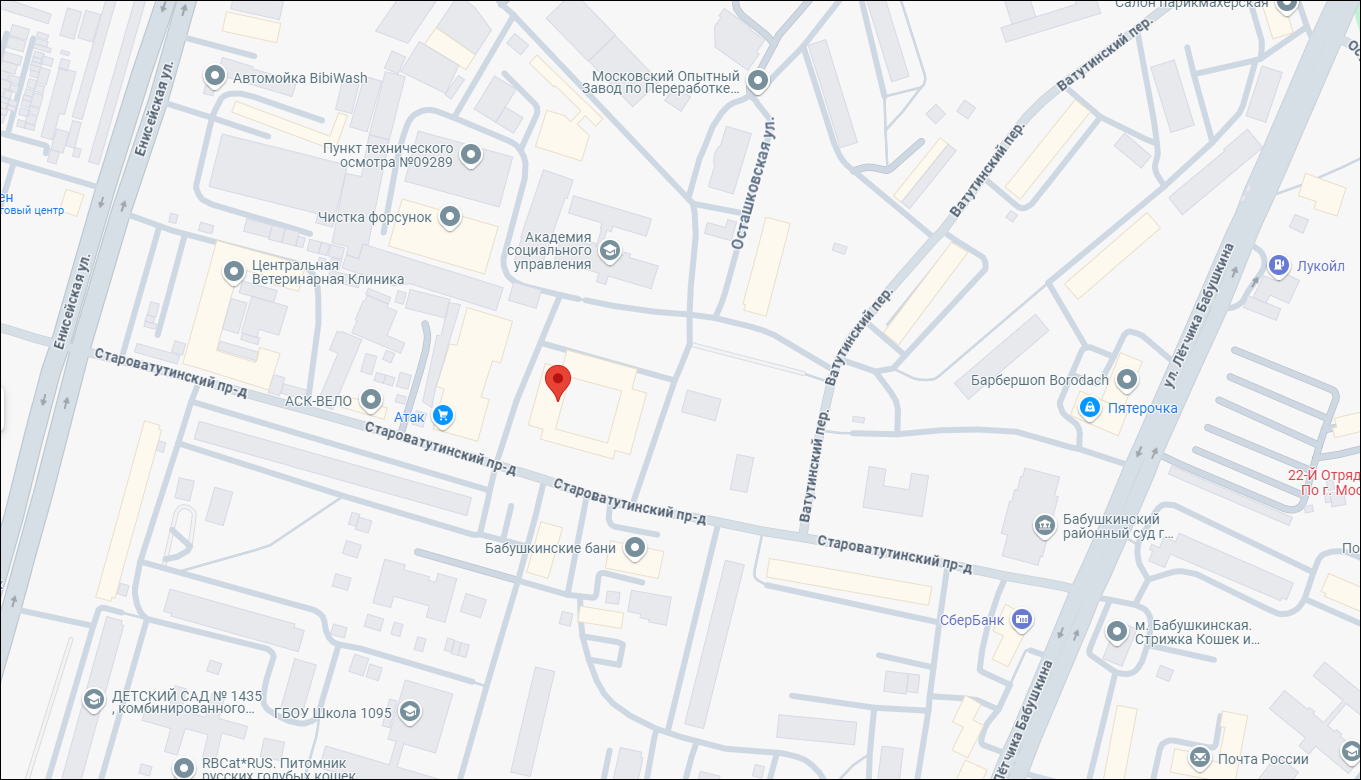 Салон парикмахерская
Енисейская ул.
Автомойка BibiWash
Московский Опытный
Завод по Переработке...
Ватутинский пер.
Пункт технического
осмотра №09289
Осташковская ул.
Ватутинский пер.
ен
говый центр
Чистка форсунок
Академия
социального
управления
Центральная
Ветеринарная Клиника
Енисейская ул.
Лукойл
ул. Лётчика Бабушкина
Ватутинский пер.
Староватутинский пр-д
АСК-ВЕЛО
Атак
Барбершоп Borodach
Пятерочка
Староватутинский пр-д
Ватутинский пер.
22-Й Отряд
По г. Мос
Староватутинский пр-д
Бабушкинский
районный суд г...
Бабушкинские бани
Староватутинский пр-д
По
СберБанк
м. Бабушкинская.
Стрижка Кошек и...
ДЕТСКИЙ САД № 1435
, комбинированного...
ГБОУ Школа 1095
Лётчика Бабушкина
RBCat*RUS. Питомник
русских голубых кошек
Почта России